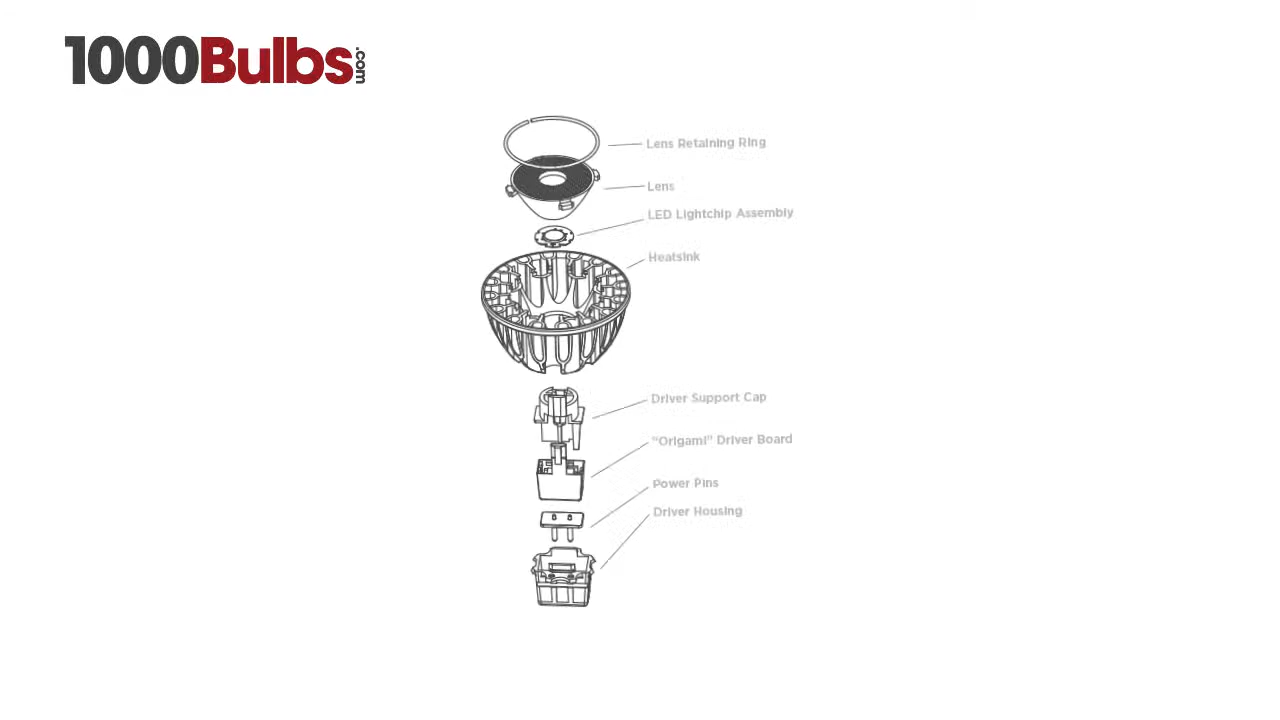 1000Bulbs.com
Lens Retaining Ring
Lens
LED Lightchip Assembly
Heatsink
Driver Support Cap
"Origami" Driver Board
Power Pins
Driver Housing